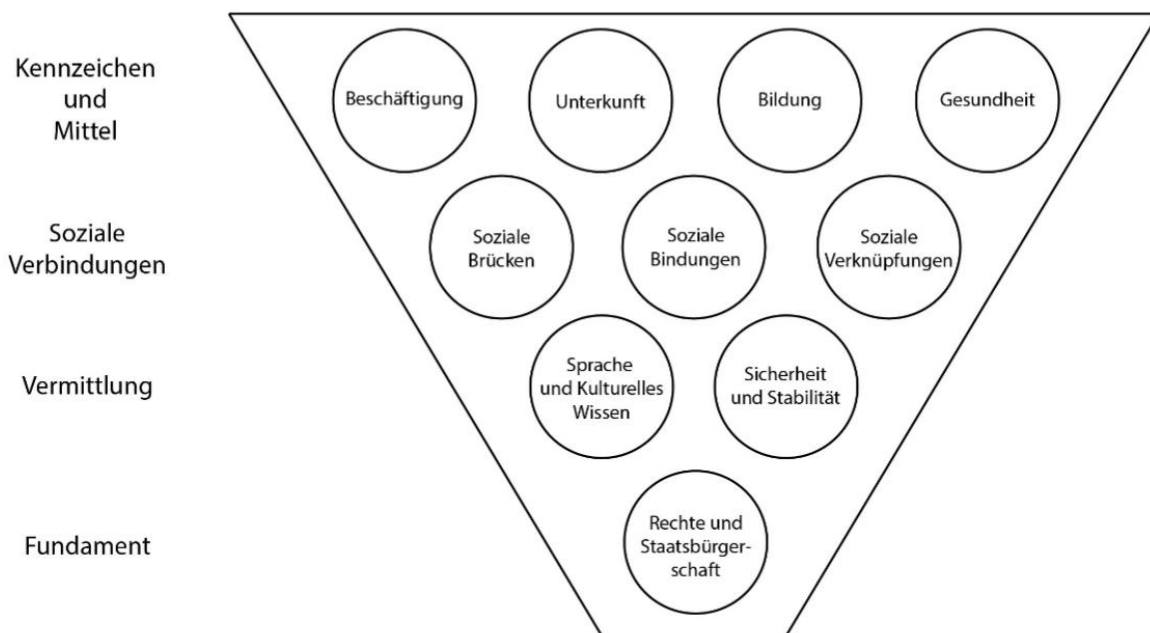 Kennzeichen
und
Mittel
Beschäftigung
Unterkunft
Bildung
Gesundheit
Soziale
Verbindungen
Soziale
Brücken
Soziale
Bindungen
Soziale
Verknüpfungen
Vermittlung
Sprache
und Kulturelles
Wissen
Sicherheit
und Stabilität
Fundament
Rechte und
Staatsbürger-
schaft